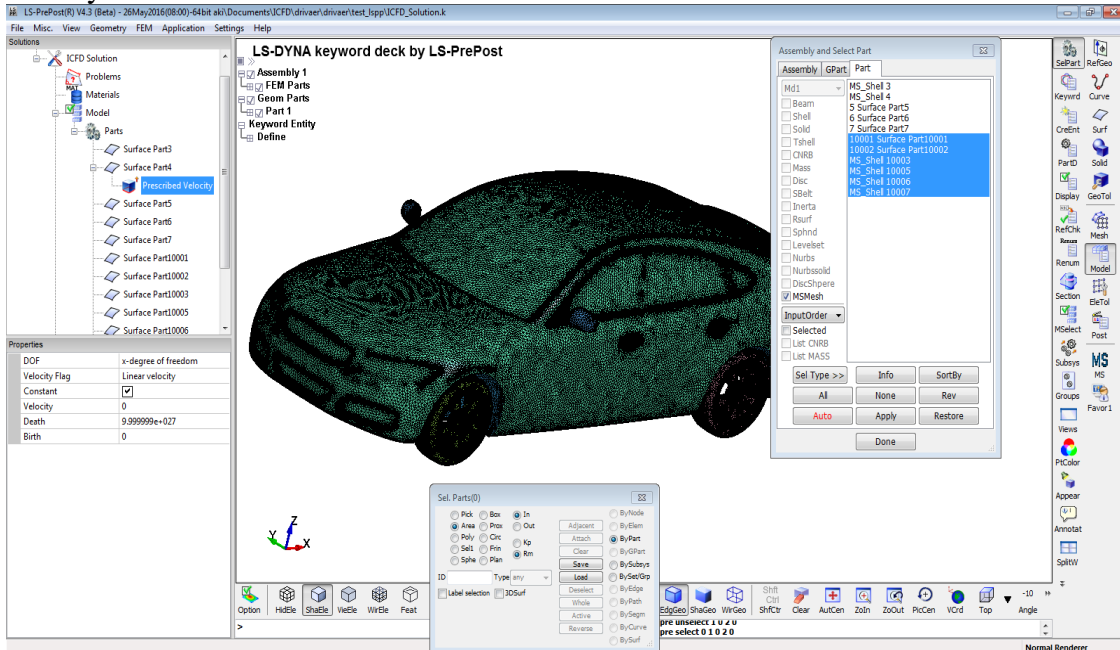 LS-PrePost(R) V4.3 (Beta) - 26May2016(08:00)-64bit aki\Documents\ICFD\drivaer\drivaer\test_lspp\ICFD_Solution.k
File Misc. View Geometry FEM Application Settings Help
Solutions
ICFD Solution
Problems
MAT
Materials
Model
Parts
Surface Part3
Surface Part4
Prescribed Velocity
Surface Part5
Surface Part6
Surface Part7
Surface Part10001
Surface Part10002
Surface Part10003
Surface Part10005
Surface Part10006
Properties
DOF x-degree of freedom
Velocity Flag Linear velocity
Constant
Velocity 0
Death 9.999999e+027
Birth 0
LS-DYNA keyword deck by LS-PrePost
Assembly 1
FEM Parts
Geom Parts
Part 1
Keyword Entity
Define
Z
Y X
Assembly and Select Part
Assembly GPart Part
Md1
Beam
Shell
Solid
Tshell
CNRB
Mass
Disc
SBelt
Inerta
Rsurf
Sphnd
Levelset
Nurbs
Nurbssolid
DiscShpere
MSMesh
InputOrder
Selected
List CNRB
List MASS
MS_Shell 3
MS_Shell 4
5 Surface Part5
6 Surface Part6
7 Surface Part7
10001 Surface Part10001
10002 Surface Part10002
MS_Shell 10003
MS_Shell 10005
MS_Shell 10006
MS_Shell 10007
Sel Type >> Info SortBy
All None Rev
Auto Apply Restore
Done
Sel. Parts(0)
Pick Box In
Area Prox Out
Poly Circ
Sel1 Frin Kp
Sphe Plan Rm
ID Type any
Label selection 3DSurf
Adjacent
Attach
Clear
Save
Load
Deselect
Whole
Active
Reverse
ByNode
ByElem
ByPart
ByGPart
BySubsys
BySet/Grp
ByEdge
ByPath
BySegm
ByCurve
BySurf
SelPart RefGeo
Keywrd Curve
CreEnt Surf
PartD Solid
Display GeoTol
RefChk Mesh
Renum
Renum Model
Section EleTol
MSelect Post
Subsys MS
MS
Groups Favor1
Views
PtColor
Appear
Annotat
SplitW
Option HidEle ShaEle VieEle WirEle Feat
EdgGeo ShaGeo WirGeo ShfCtr Clear AutCen ZoIn ZoOut PicCen VCrd Top Angle
Shft
Ctrl
-10
>
pre unselect 1 0 2 0
pre select 0 1 0 2 0
Normal Renderer